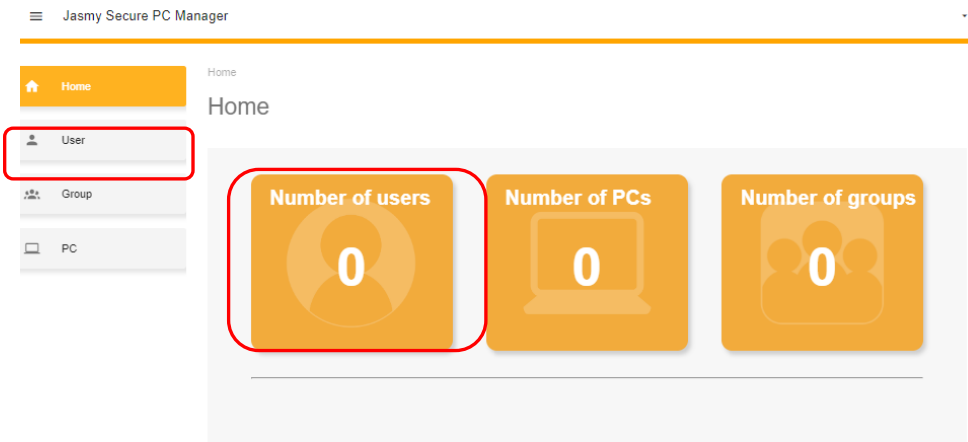 Jasmy Secure PC Manager
Home
User
Group
PC
Home
Home
Number of users
0
Number of PCs
0
Number of groups
0